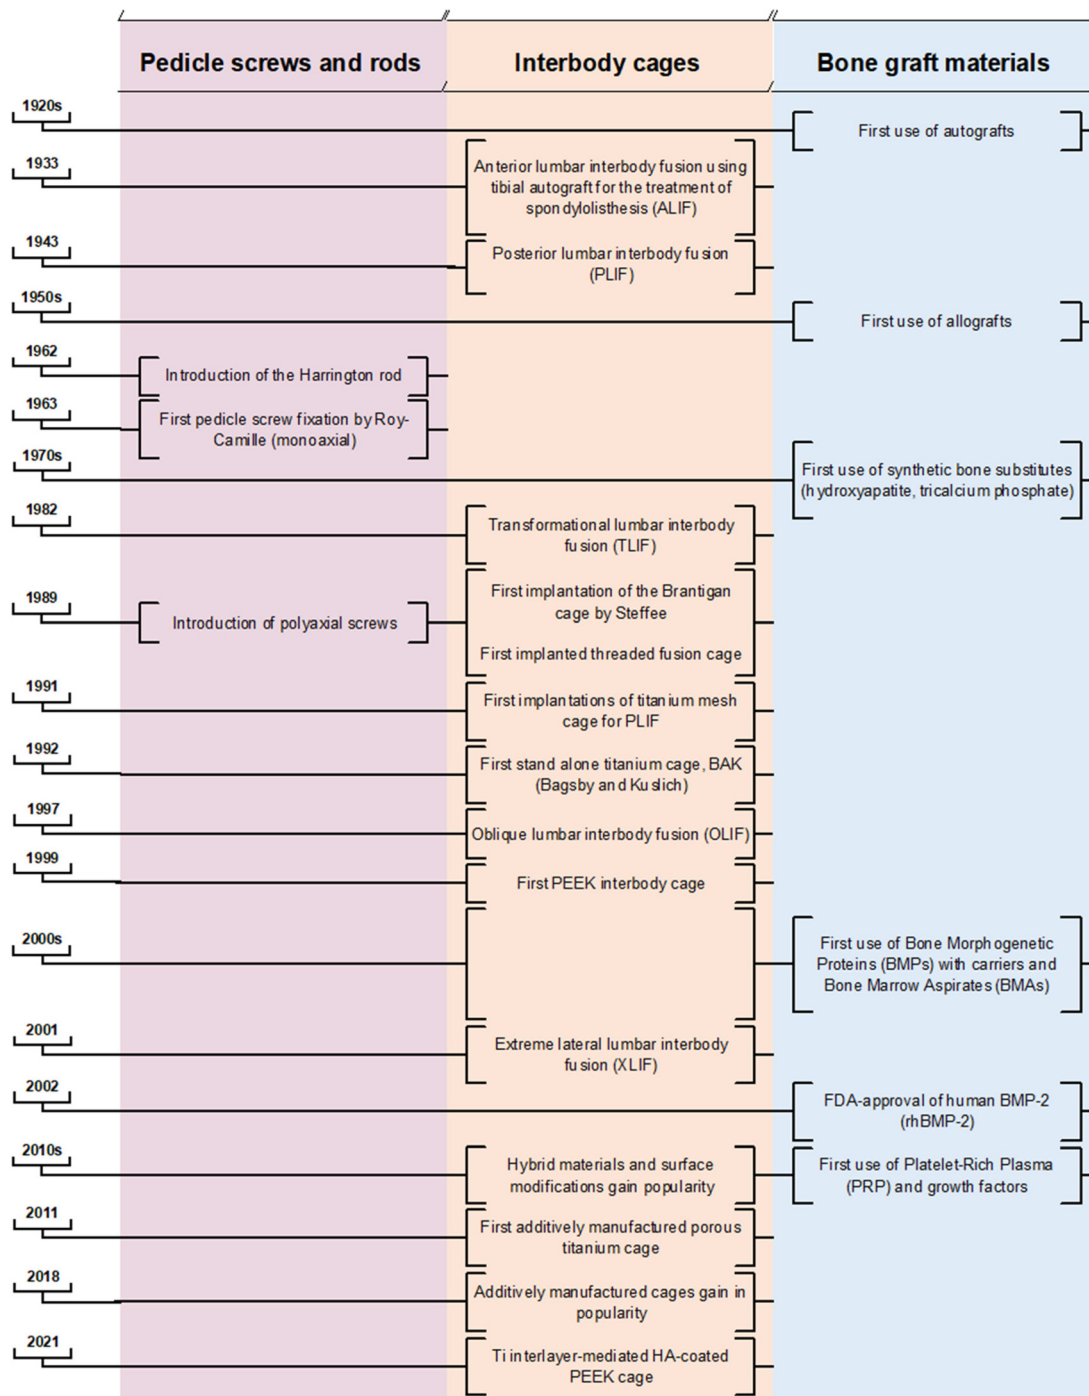 Pedicle screws and rods
Interbody cages
Bone graft materials
1920s
First use of autografts
1933
Anterior lumbar interbody fusion using
tibial autograft for the treatment of
spondylolisthesis (ALIF)
1943
Posterior lumbar interbody fusion
(PLIF)
1950s
First use of allografts
1962
Introduction of the Harrington rod
1963
First pedicle screw fixation by Roy-
Camille (monoaxial)
1970s
First use of synthetic bone substitutes
(hydroxyapatite, tricalcium phosphate)
1982
Transformational lumbar interbody
fusion (TLIF)
1989
Introduction of polyaxial screws
First implantation of the Brantigan
cage by Steffee
First implanted threaded fusion cage
1991
First implantations of titanium mesh
cage for PLIF
1992
First stand alone titanium cage, BAK
(Bagsby and Kuslich)
1997
Oblique lumbar interbody fusion (OLIF)
1999
First PEEK interbody cage
2000s
First use of Bone Morphogenetic
Proteins (BMPs) with carriers and
Bone Marrow Aspirates (BMAs)
2001
Extreme lateral lumbar interbody
fusion (XLIF)
2002
FDA-approval of human BMP-2
(rhBMP-2)
2010s
Hybrid materials and surface
modifications gain popularity
First use of Platelet-Rich Plasma
(PRP) and growth factors
2011
First additively manufactured porous
titanium cage
2018
Additively manufactured cages gain in
popularity
2021
Ti interlayer-mediated HA-coated
PEEK cage